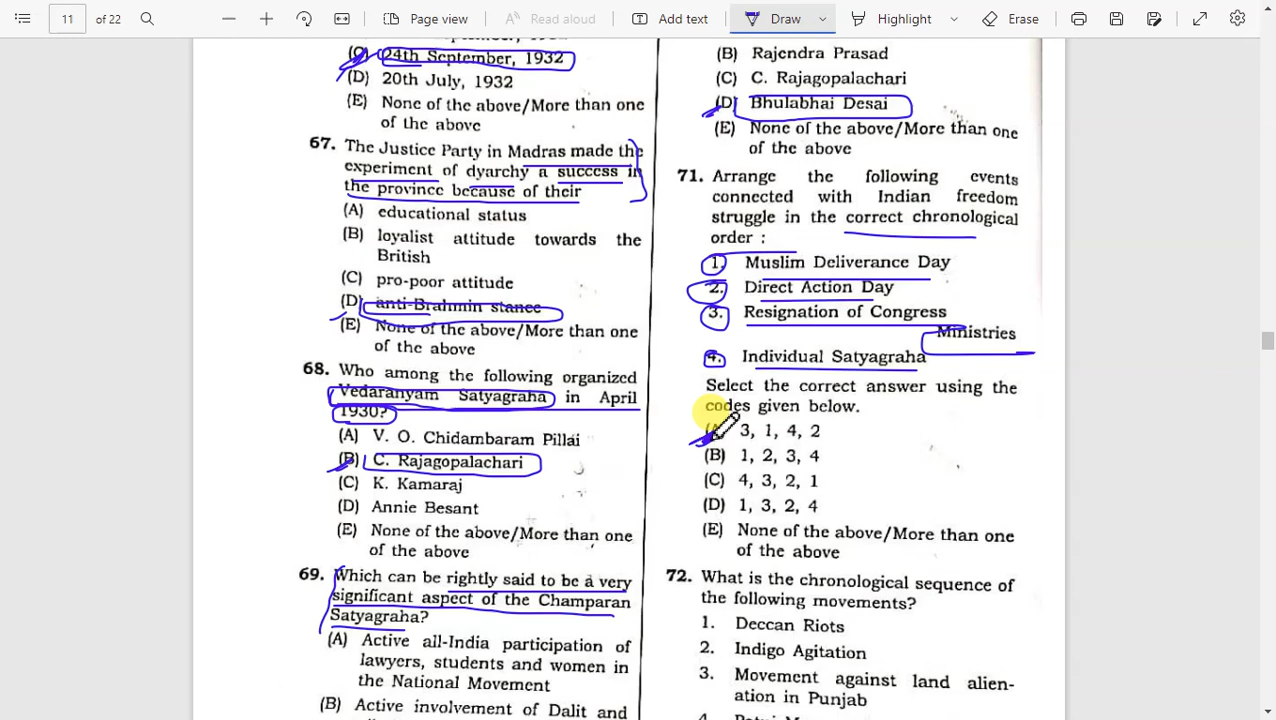 11
of 22
Page view
Read aloud
Add text
Draw
Highlight
Erase
(C) 24th September, 1932
(D) 20th July, 1932
(E) None of the above/More than one
of the above
67. The Justice Party in Madras made the
experiment of dyarchy a success in
the province because of their
(A) educational status
(B) loyalist attitude towards the
British
(C) pro-poor attitude
(D) anti-Brahmin stance
(E) None of the above/More than one
of the above
68. Who among the following organized
Vedaranyam Satyagraha in April
1930?
(A) V. O. Chidambaram Pillai
(B) C. Rajagopalachari
(C) K. Kamaraj
(D) Annie Besant
(E) None of the above/More than one
of the above
69. Which can be rightly said to be a very
significant aspect of the Champaran
Satyagraha?
(A) Active all-India participation of
lawyers, students and women in
the National Movement
(B) Active involvement of Dalit and
(B) Rajendra Prasad
(C) C. Rajagopalachari
(D) Bhulabhai Desai
(E) None of the above/More than one
of the above
71. Arrange the following events
connected with Indian freedom
struggle in the correct chronological
order :
1. Muslim Deliverance Day
2. Direct Action Day
3. Resignation of Congress
Ministries
4. Individual Satyagraha
Select the correct answer using the
codes given below.
(A) 3, 1, 4, 2
(B) 1, 2, 3, 4
(C) 4, 3, 2, 1
(D) 1, 3, 2, 4
(E) None of the above/More than one
of the above
72. What is the chronological sequence of
the following movements?
1. Deccan Riots
2. Indigo Agitation
3. Movement against land alien-
ation in Punjab